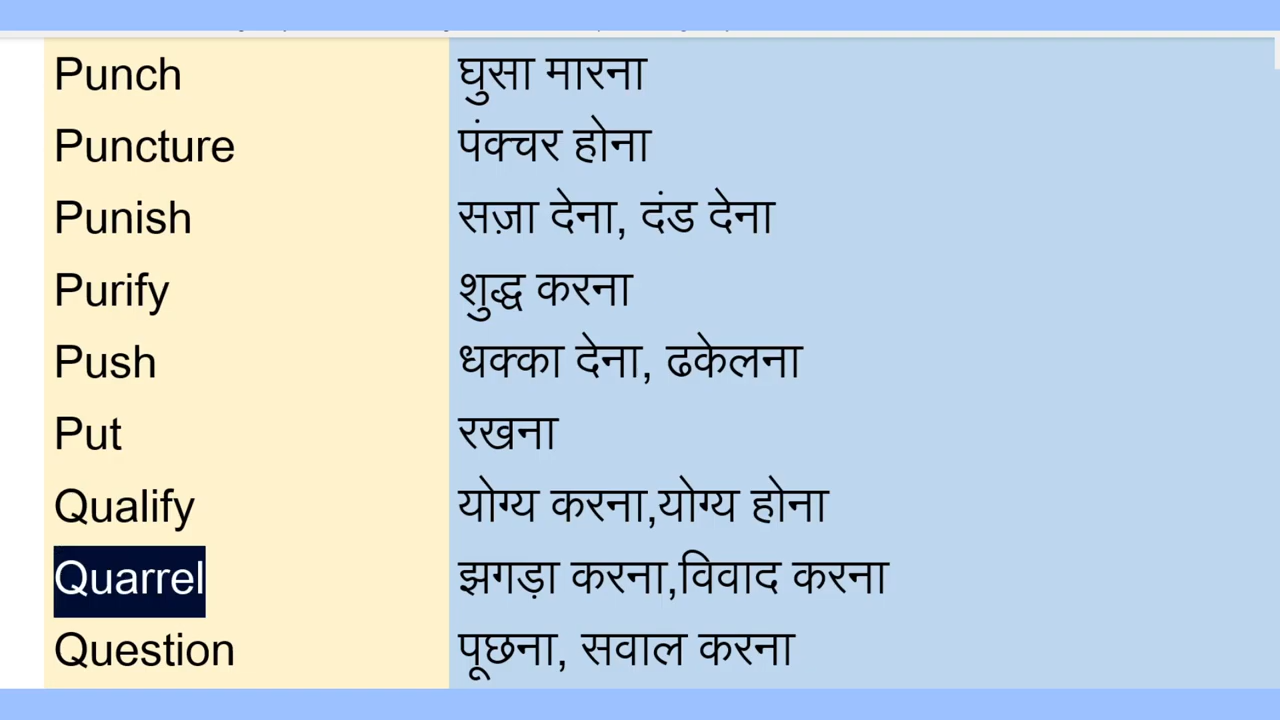 Punch घुसा मारना
Puncture पंक्चर होना
Punish सज़ा देना, दंड देना
Purify शुद्ध करना
Push धक्का देना, ढकेलना
Put रखना
Qualify योग्य करना,योग्य होना
Quarrel झगड़ा करना,विवाद करना
Question पूछना, सवाल करना